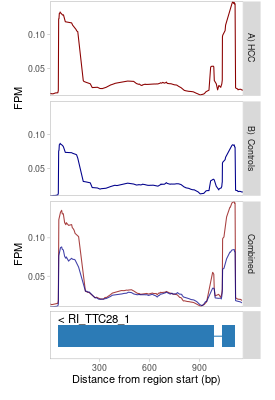 0.10
0.05
A) HCC
FPM
0.10
0.05
B) Controls
0.10
0.05
FPM
Combined
< RI_TTC28_1
300 600 900
Distance from region start (bp)